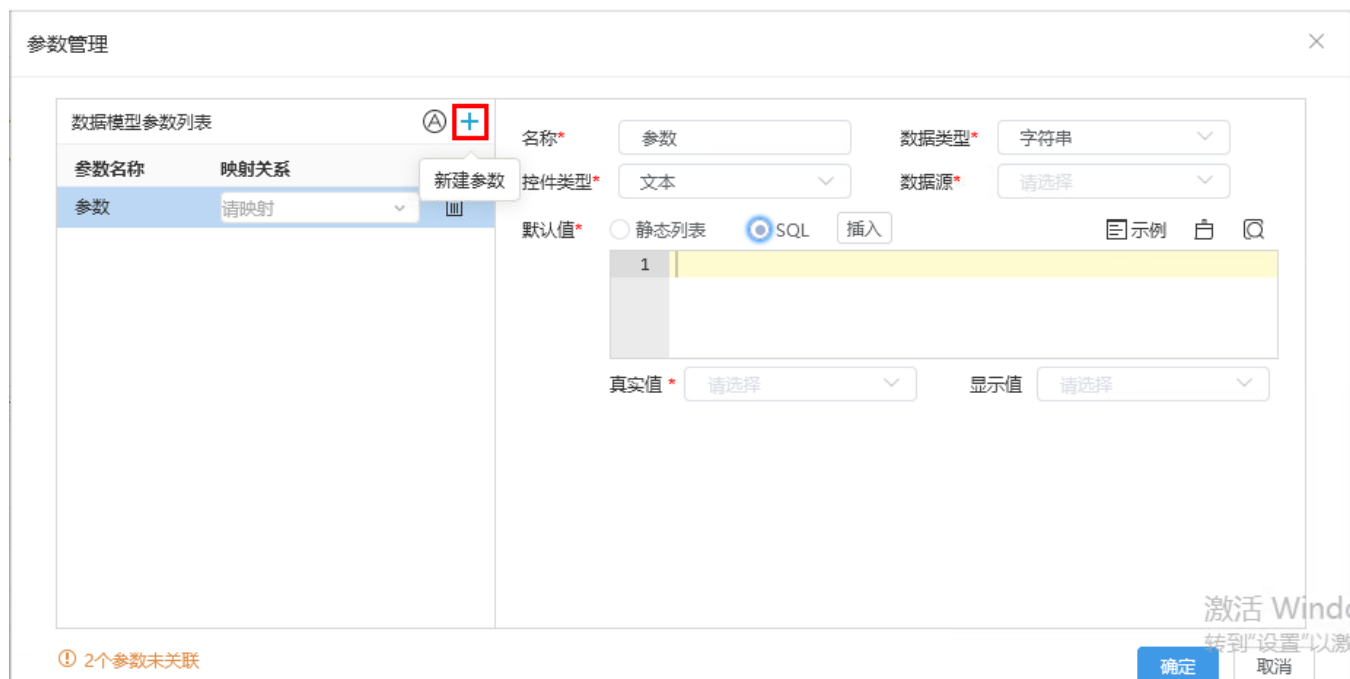 参数管理
数据模型参数列表
参数名称 映射关系
新建参数
参数 请映射
名称* 参数 数据类型* 字符串
控件类型* 文本 数据源* 请选择
默认值* 静态列表 SQL 插入 示例
1
真实值 * 请选择 显示值 请选择
激活 Windo
转到"设置"以激
2个参数未关联
确定 取消